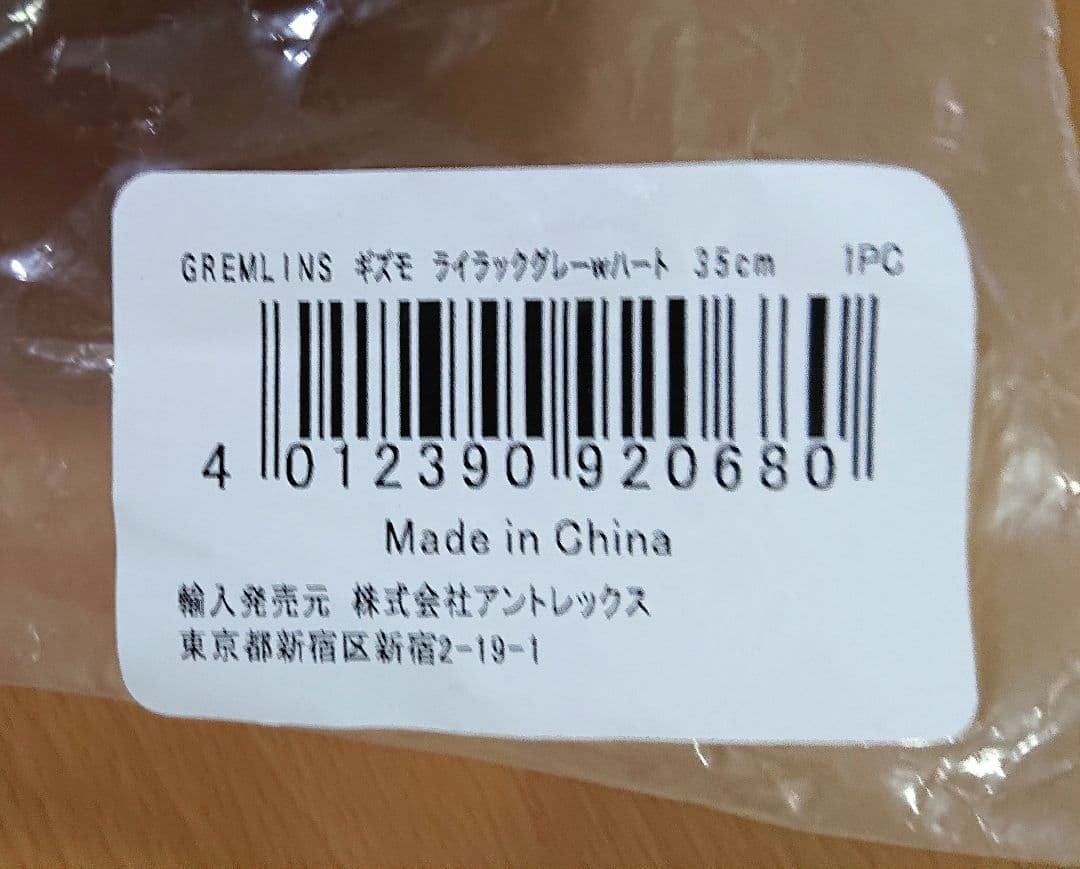 GREMLINS ギズモ ライラックグレーwハート 35cm 1PC
4 012390 920680
Made in China
輸入発売元 株式会社アントレックス
東京都新宿区新宿2-19-1